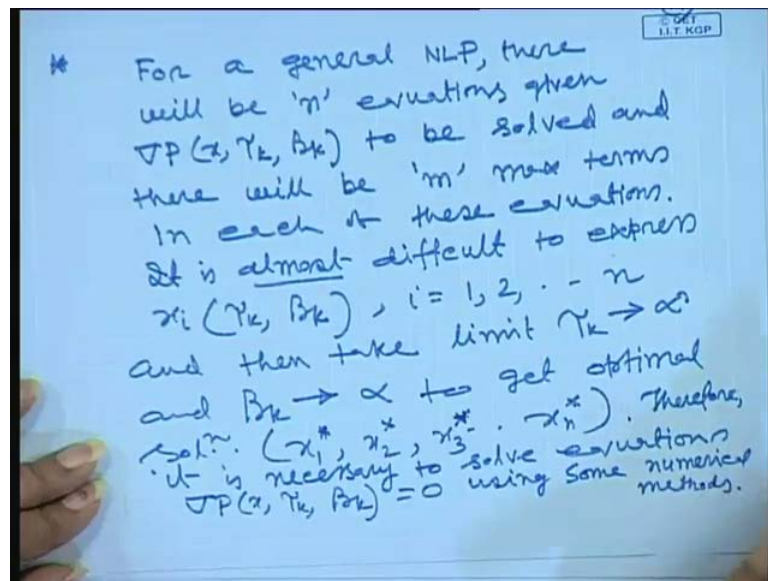 © CET
I.I.T. KGP
* For a general NLP, there
will be 'n' equations given
∇P(x, γk, βk) to be solved and
there will be 'm' max terms
in each of these equations.
It is almost difficult to express
xi (γk, βk), i = 1, 2, .. - n
and then take limit γk → ∞
and βk → ∝ to get optimal
soln. (x1*, x2*, x3* - . xn*). Therefore,
it is necessary to solve equations
∇P(x, γk, βk) = 0 using some numerical
methods.